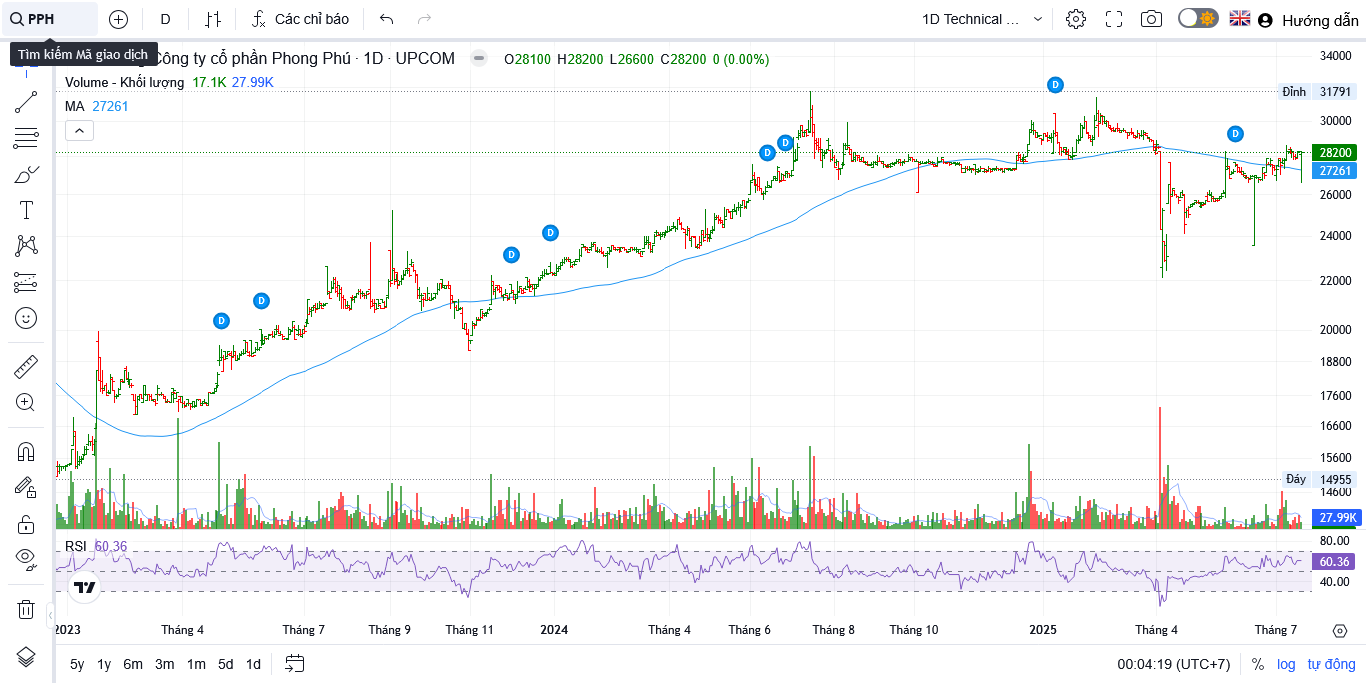 PPH
D
Các chỉ báo
1D Technical ...
Hướng dẫn
Tìm kiếm Mã giao dịch
Công ty cổ phần Phong Phú · 1D · UPCOM
O28100 H28200 L26600 C28200 0 (0.00%)
Volume - Khối lượng 17.1K 27.99K
MA 27261
34000
Đỉnh 31791
30000
28200
27261
26000
24000
22000
20000
18800
17600
16600
15600
Đáy 14955
14600
27.99K
D
D
D
D
D
D
D
D
RSI 60.36
80.00
60.36
40.00
2023
Tháng 4
Tháng 7
Tháng 9
Tháng 11
2024
Tháng 4
Tháng 6
Tháng 8
Tháng 10
2025
Tháng 4
Tháng 7
5y 1y 6m 3m 1m 5d 1d
00:04:19 (UTC+7)
% log tự động